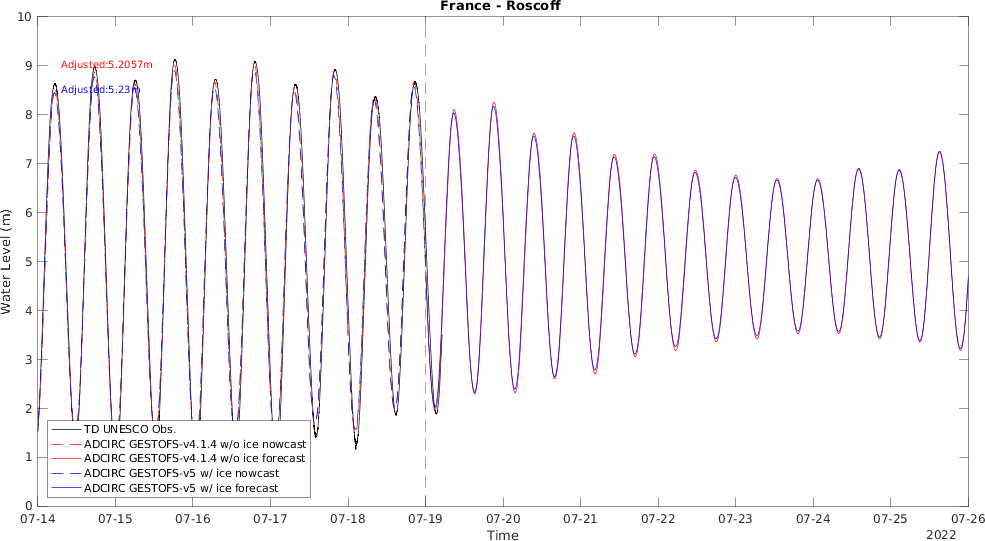 France - Roscoff
10
9
8
7
6
5
4
3
2
1
0
Water Level (m)
Adjusted:5.2057m
Adjusted:5.23m
TD UNESCO Obs.
ADCIRC GESTOFS-v4.1.4 w/o ice nowcast
ADCIRC GESTOFS-v4.1.4 w/o ice forecast
ADCIRC GESTOFS-v5 w/ ice nowcast
ADCIRC GESTOFS-v5 w/ ice forecast
07-14 07-15 07-16 07-17 07-18 07-19 07-20 07-21 07-22 07-23 07-24 07-25 07-26
Time
2022